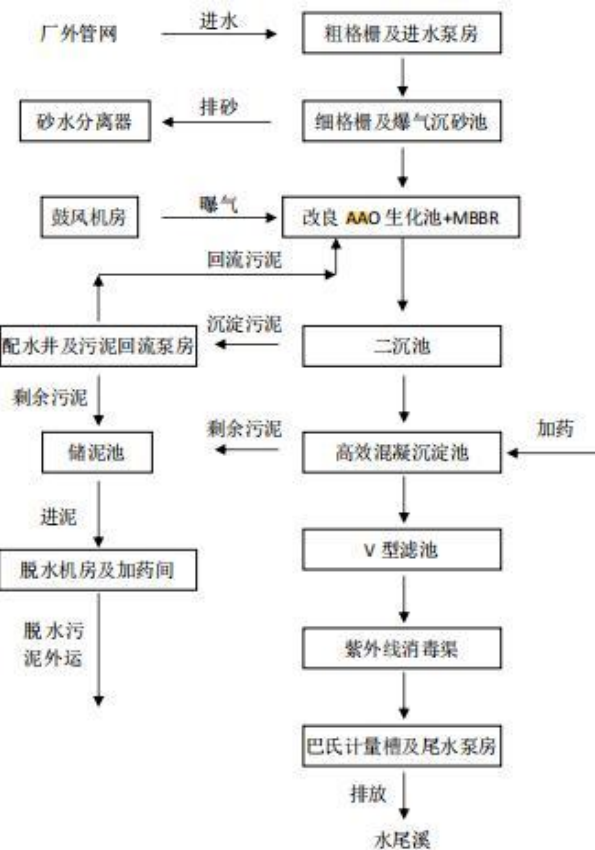 厂外管网
进水
粗格栅及进水泵房
砂水分离器
排砂
细格栅及爆气沉砂池
鼓风机房
曝气
改良 AAO 生化池+MBBR
回流污泥
配水井及污泥回流泵房
沉淀污泥
二沉池
剩余污泥
储泥池
剩余污泥
高效混凝沉淀池
加药
进泥
V 型滤池
脱水机房及加药间
脱水污
泥外运
紫外线消毒渠
巴氏计量槽及尾水泵房
排放
水尾溪